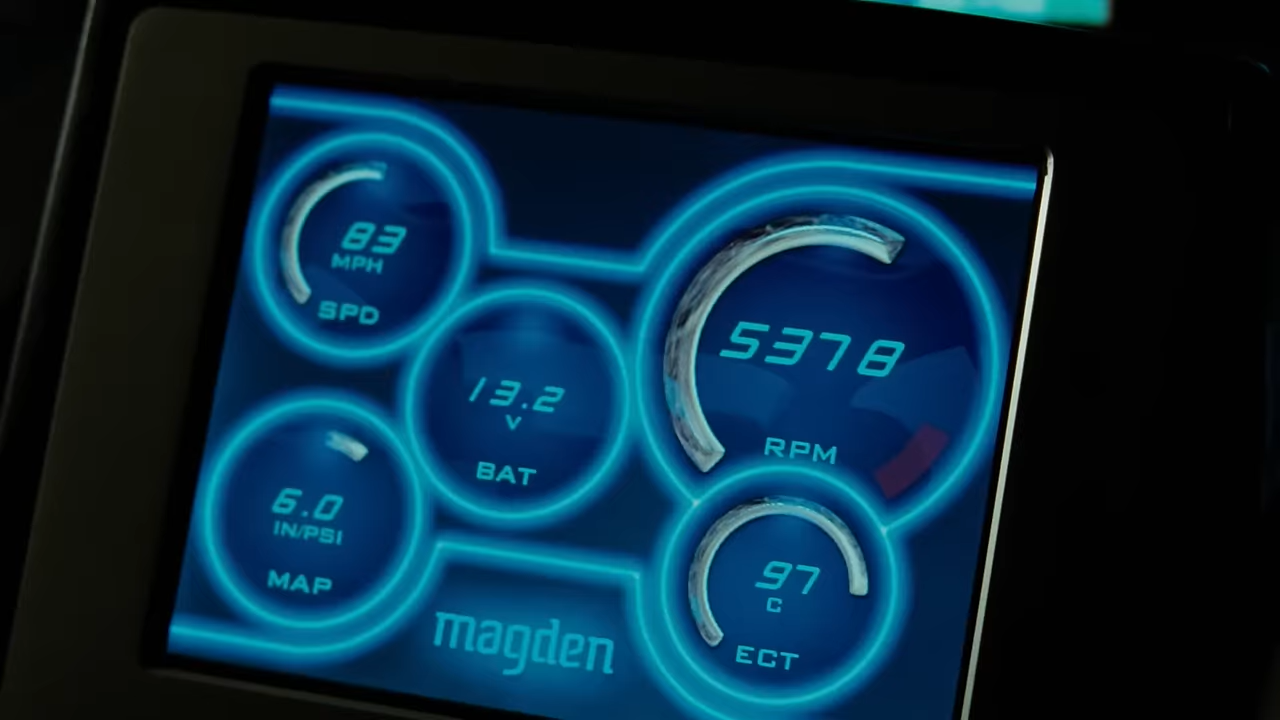 83
MPH
SPD
13.2
V
BAT
5378
RPM
6.0
IN/PSI
MAP
97
C
ECT
magden